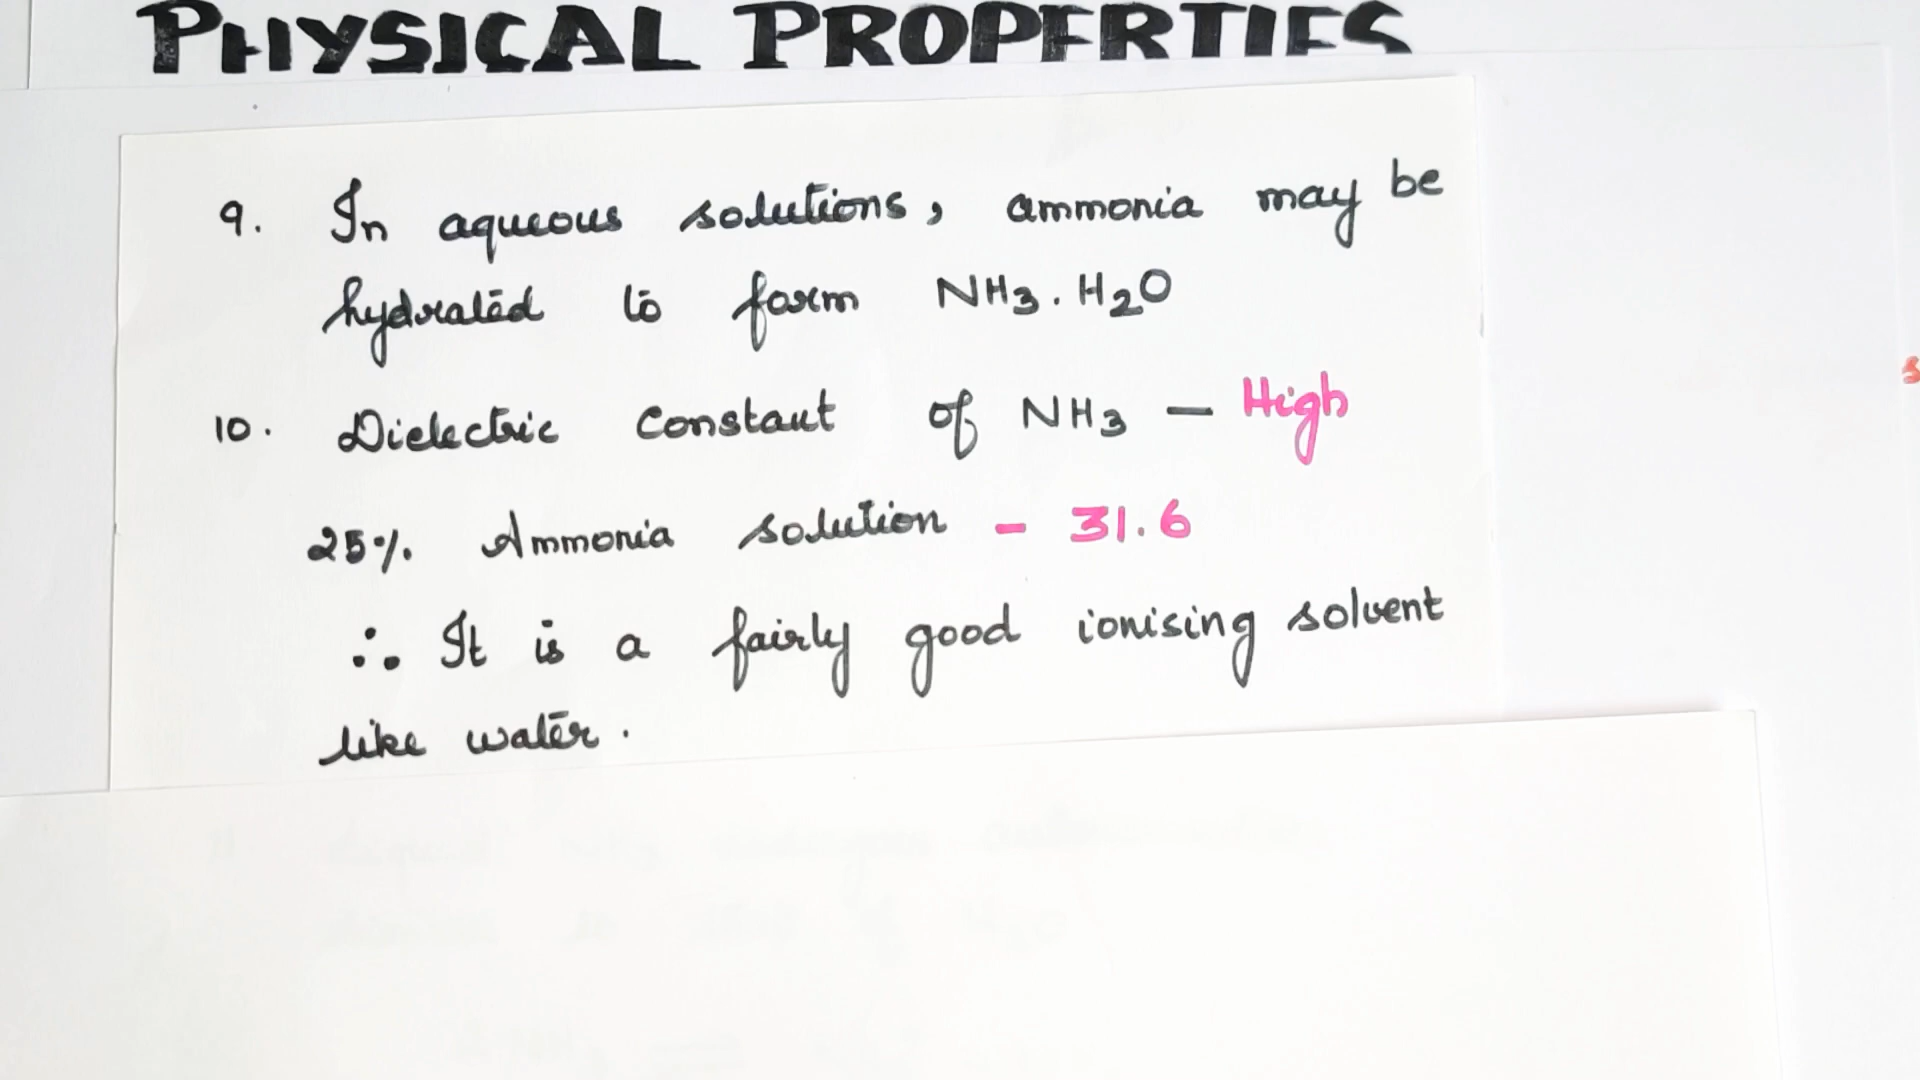 PHYSICAL PROPERTIES
9. In aqueous solutions, ammonia may be
hydrated to form NH3.H2O
10. Dielectric Constant of NH3 - High
25% Ammonia solution - 31.6
∴ It is a fairly good ionising solvent
like water.